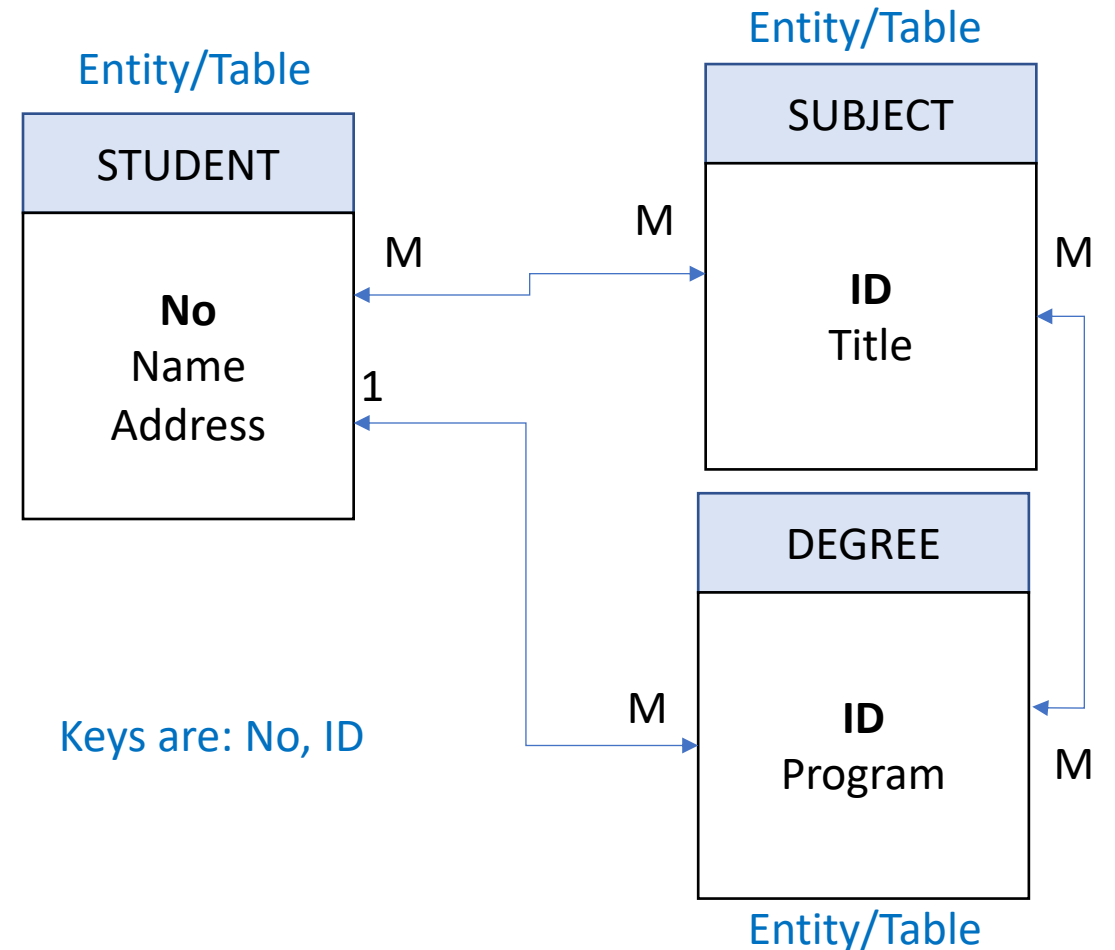 Entity/Table
STUDENT
No
Name
Address
M
1
Entity/Table
SUBJECT
ID
Title
M
M
DEGREE
ID
Program
M
M
Entity/Table
Keys are: No, ID